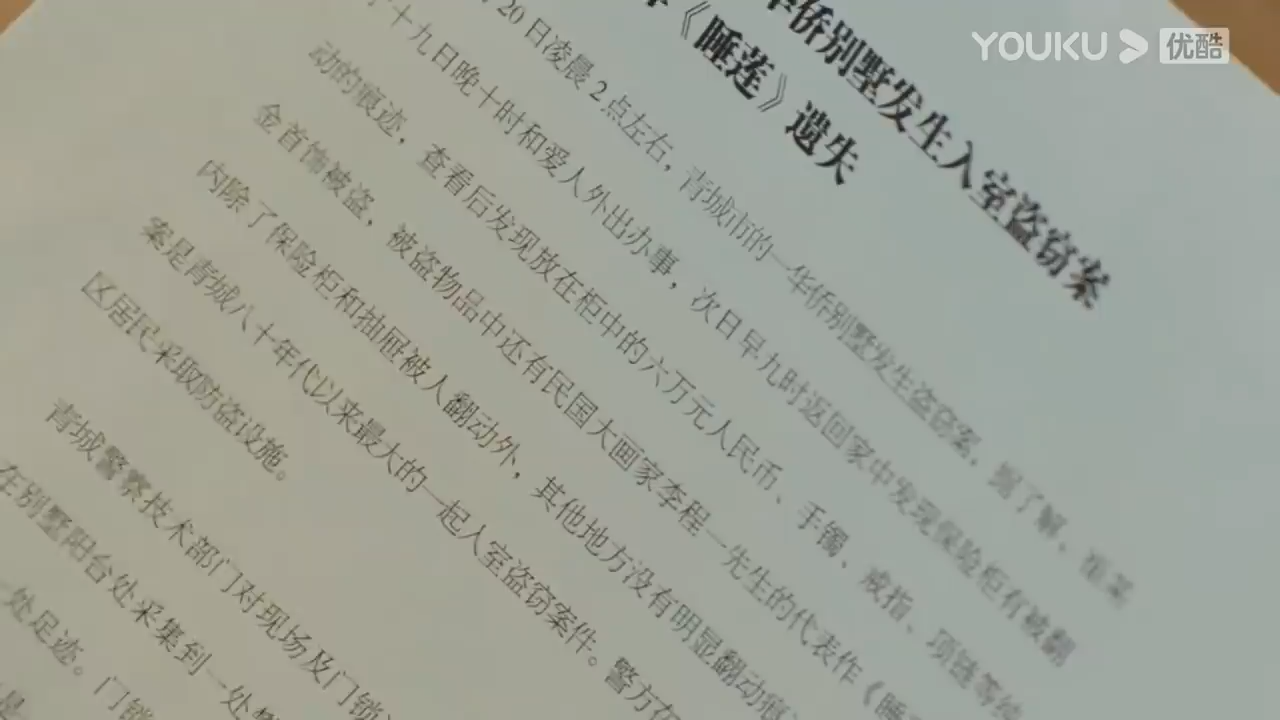 YOUKU 优酷
华侨别墅发生入室盗窃案
《睡莲》遗失
20日凌晨2点左右，青城市的一华侨别墅发生盗窃案，据了解，崔某
十九日晚十时和爱人外出办事，次日早九时返回家中发现保险柜有被翻
动的痕迹，查看后发现放在柜中的六万元人民币、手镯、戒指、项链等纯
金首饰被盗，被盗物品中还有民国大画家李程一先生的代表作《睡
内除了保险柜和抽屉被人翻动外，其他地方没有明显翻动痕
案是青城八十年代以来最大的一起入室盗窃案件。警方在
区居民采取防盗设施。
青城警察技术部门对现场及门锁
在别墅阳台处采集到一处
一处足迹。门锁
是